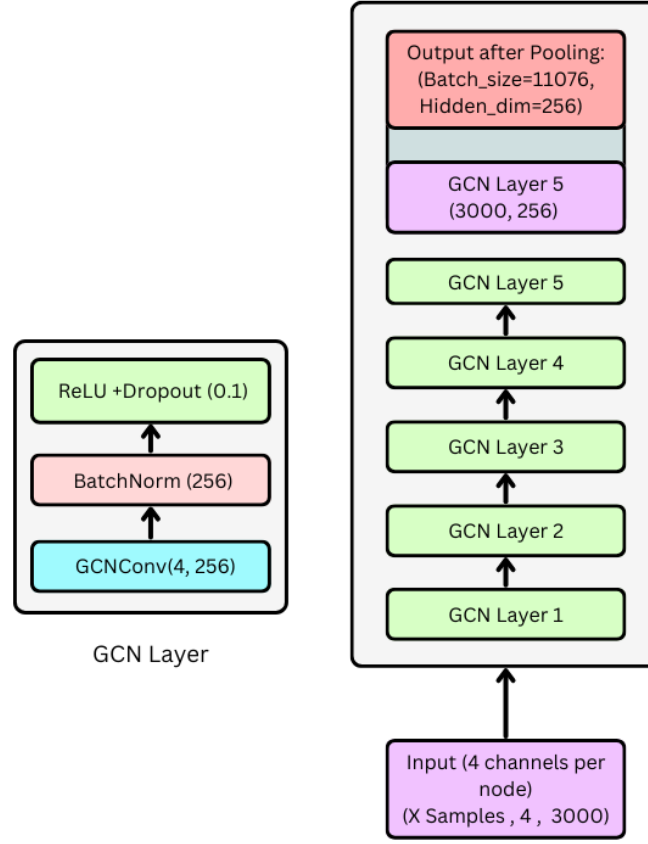 ReLU +Dropout (0.1)
BatchNorm (256)
GCNConv(4, 256)
GCN Layer
Output after Pooling:
(Batch_size=11076,
Hidden_dim=256)
GCN Layer 5
(3000, 256)
GCN Layer 5
GCN Layer 4
GCN Layer 3
GCN Layer 2
GCN Layer 1
Input (4 channels per
node)
(X Samples , 4 , 3000)